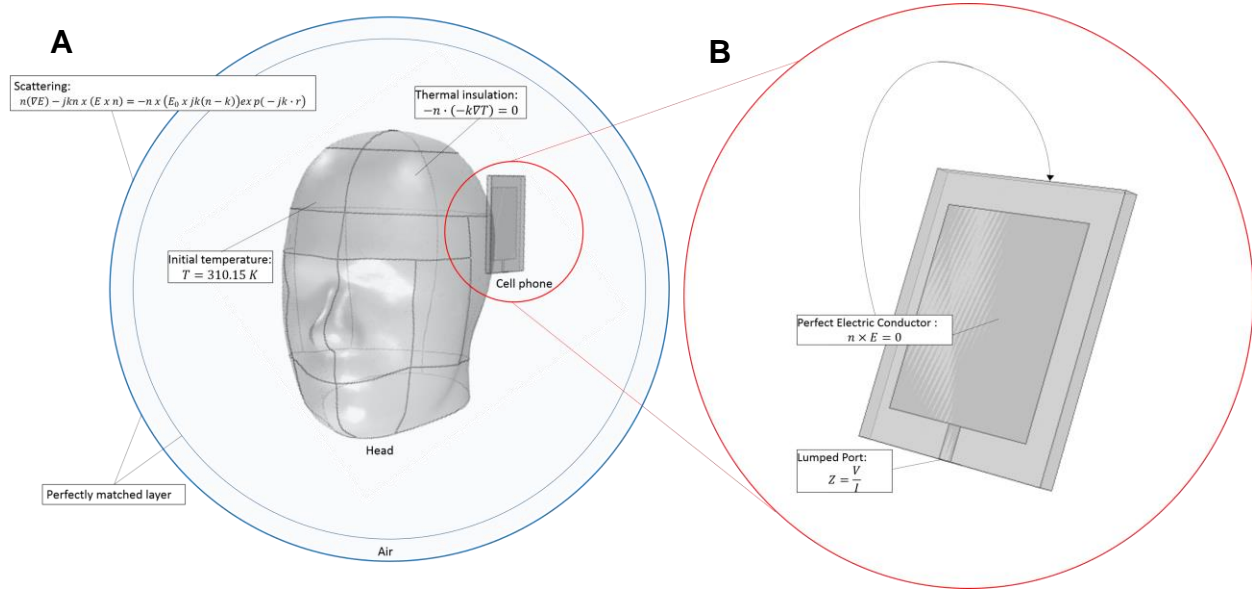 A
B
Scattering:
n(∇E) − jkn x (E x n) = −n x (E₀ x jk(n − k))ex p(− jk · r)
Thermal insulation:
−n · (−k∇T) = 0
Initial temperature:
T = 310.15 K
Cell phone
Perfect Electric Conductor :
n × E = 0
Head
Lumped Port:
Z = V/I
Perfectly matched layer
Air